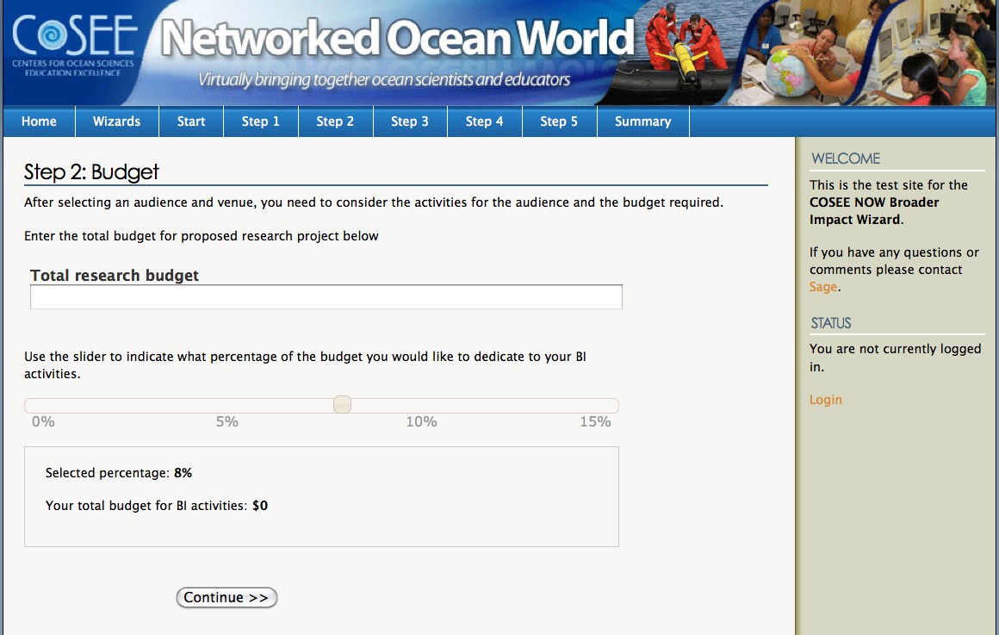 COSEE
CENTERS FOR OCEAN SCIENCES
EDUCATION EXCELLENCE
Networked Ocean World
Virtually bringing together ocean scientists and educators
Home Wizards Start Step 1 Step 2 Step 3 Step 4 Step 5 Summary
Step 2: Budget
After selecting an audience and venue, you need to consider the activities for the audience and the budget required.
Enter the total budget for proposed research project below
Total research budget
Use the slider to indicate what percentage of the budget you would like to dedicate to your BI
activities.
0% 5% 10% 15%
Selected percentage: 8%
Your total budget for BI activities: $0
Continue >>
WELCOME
This is the test site for the
COSEE NOW Broader
Impact Wizard.
If you have any questions or
comments please contact
Sage.
STATUS
You are not currently logged
in.
Login